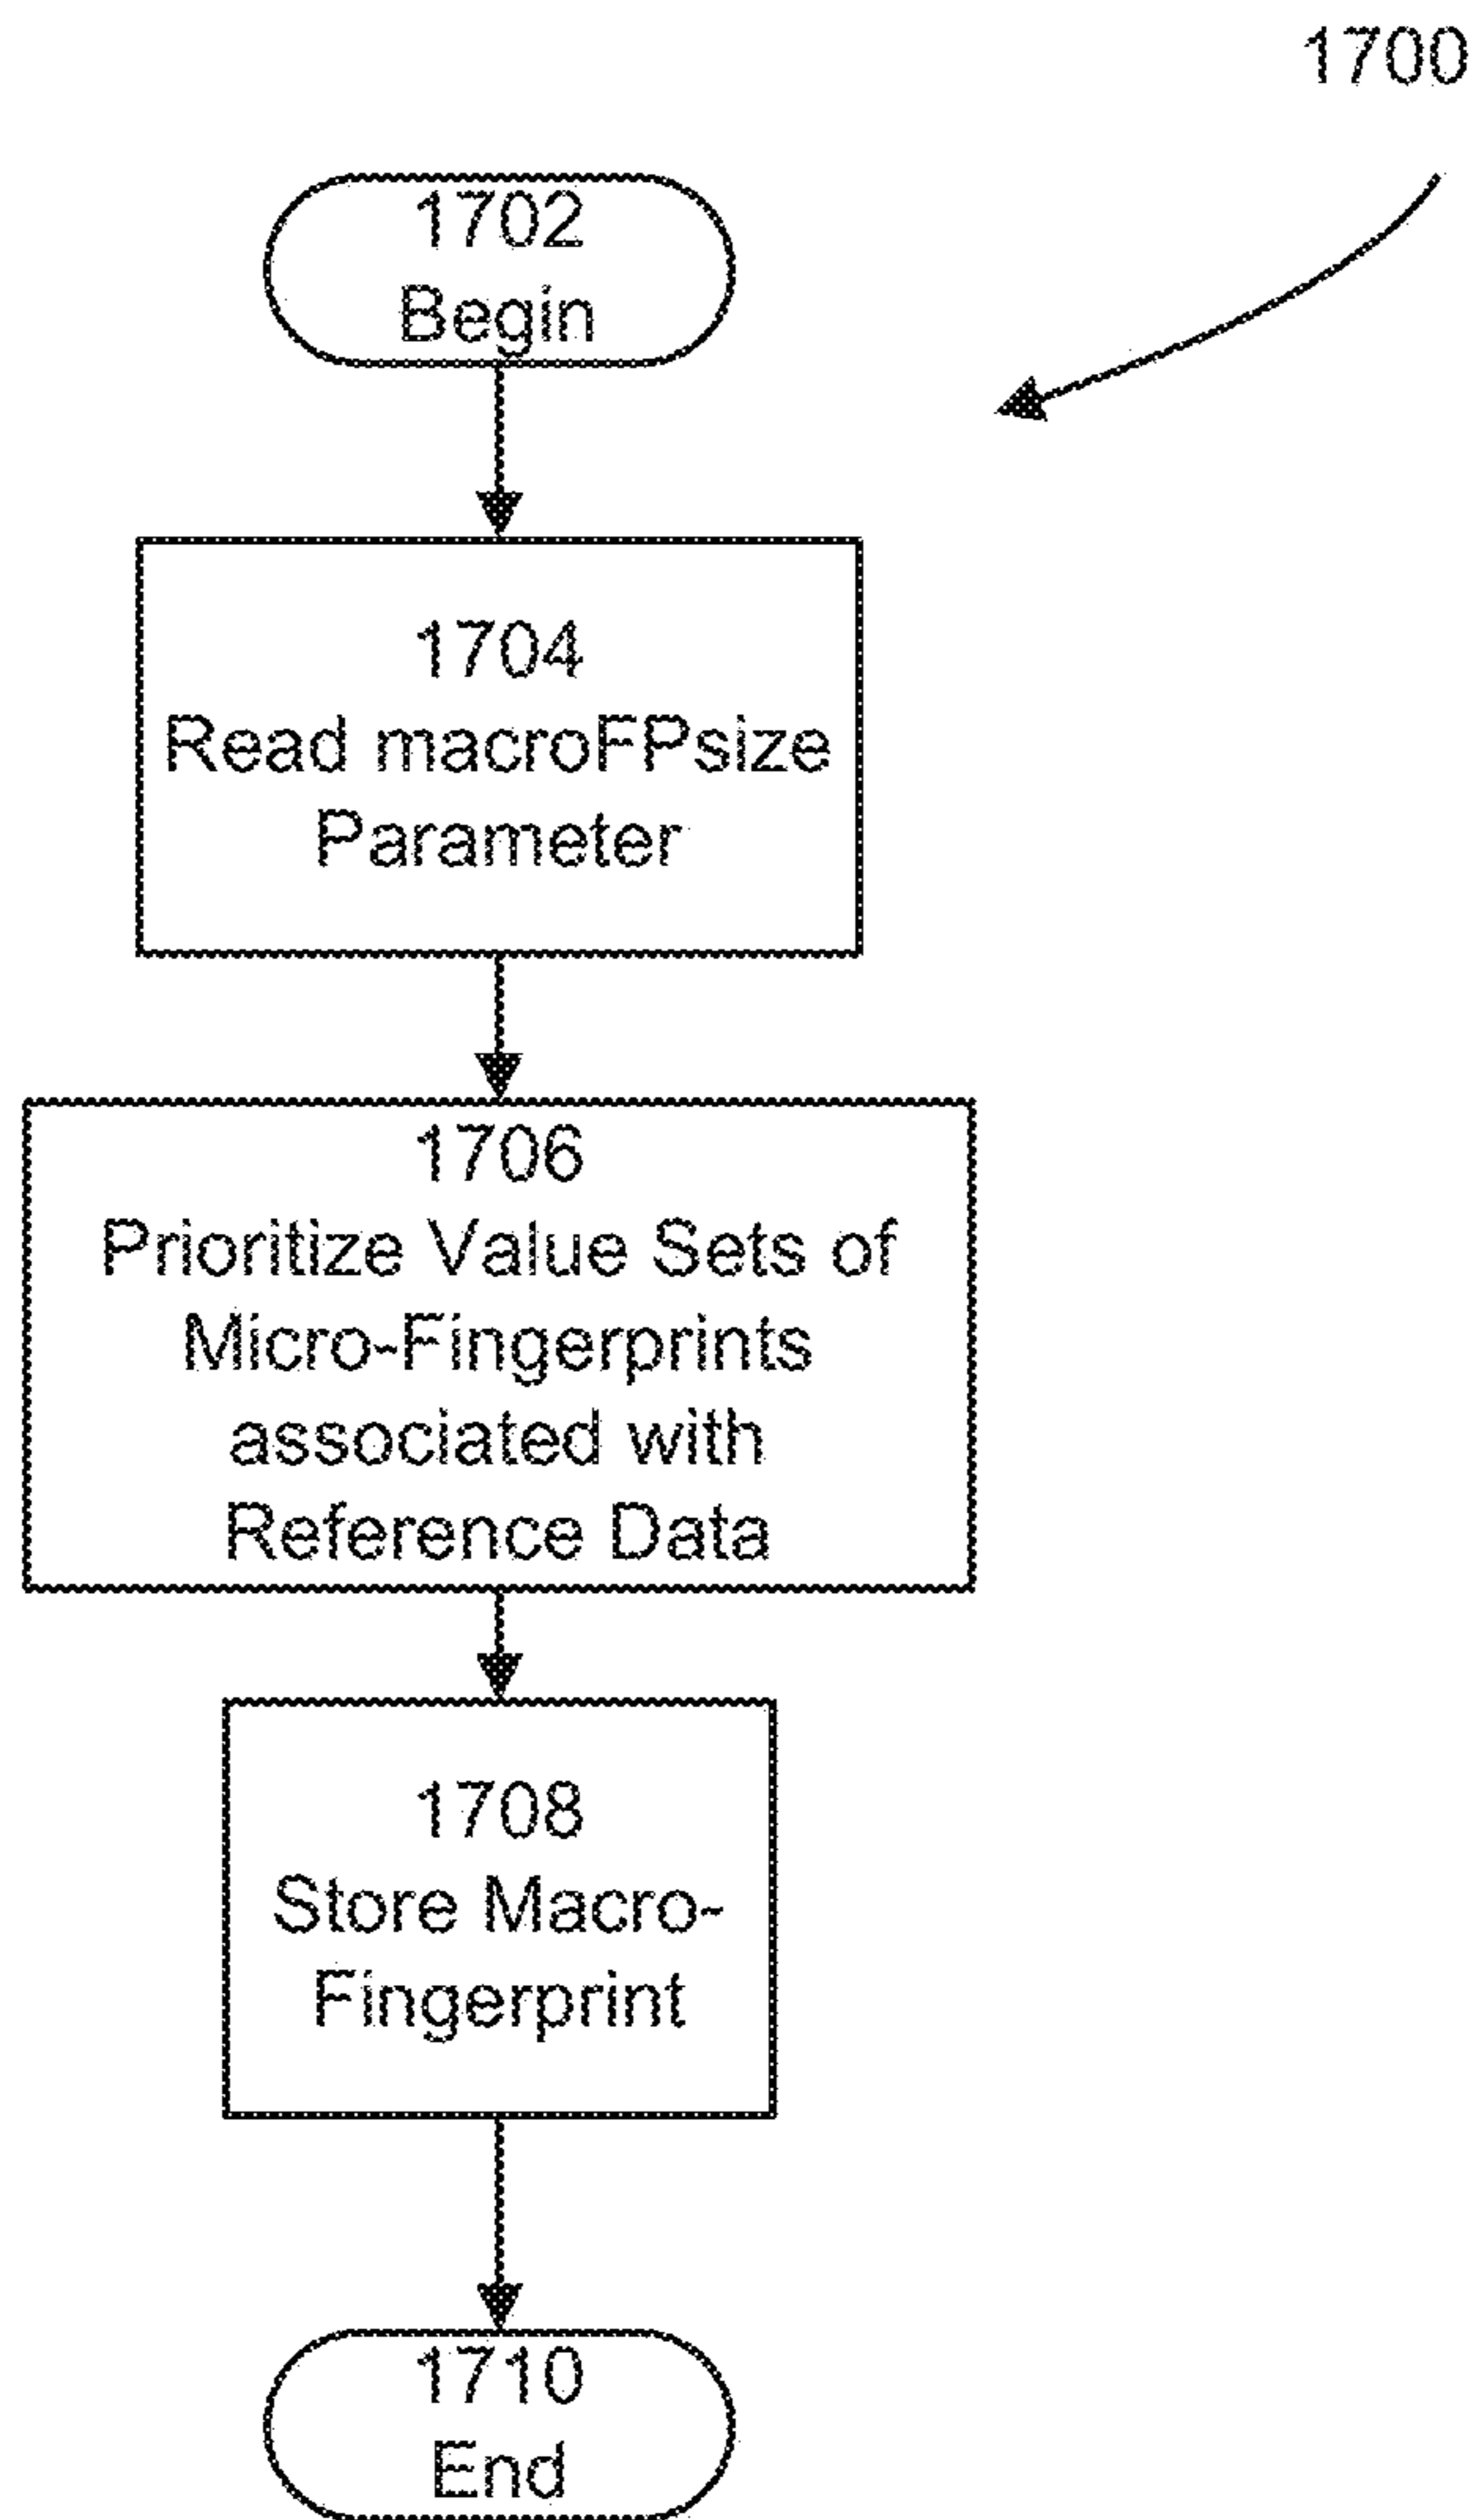 1700
1702
Begin
1704
Read macroFPsize
Parameter
1706
Prioritize Value Sets of
Micro-Fingerprints
associated with
Reference Data
1708
Store Macro-
Fingerprint
1710
End